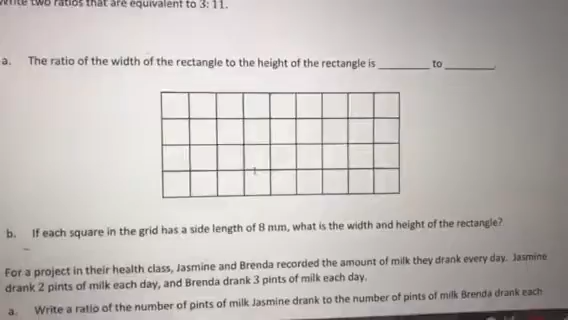 Write two ratios that are equivalent to 3: 11.
a. The ratio of the width of the rectangle to the height of the rectangle is ________ to ________.
b. If each square in the grid has a side length of 8 mm, what is the width and height of the rectangle?
For a project in their health class, Jasmine and Brenda recorded the amount of milk they drank every day. Jasmine
drank 2 pints of milk each day, and Brenda drank 3 pints of milk each day.
a. Write a ratio of the number of pints of milk Jasmine drank to the number of pints of milk Brenda drank each